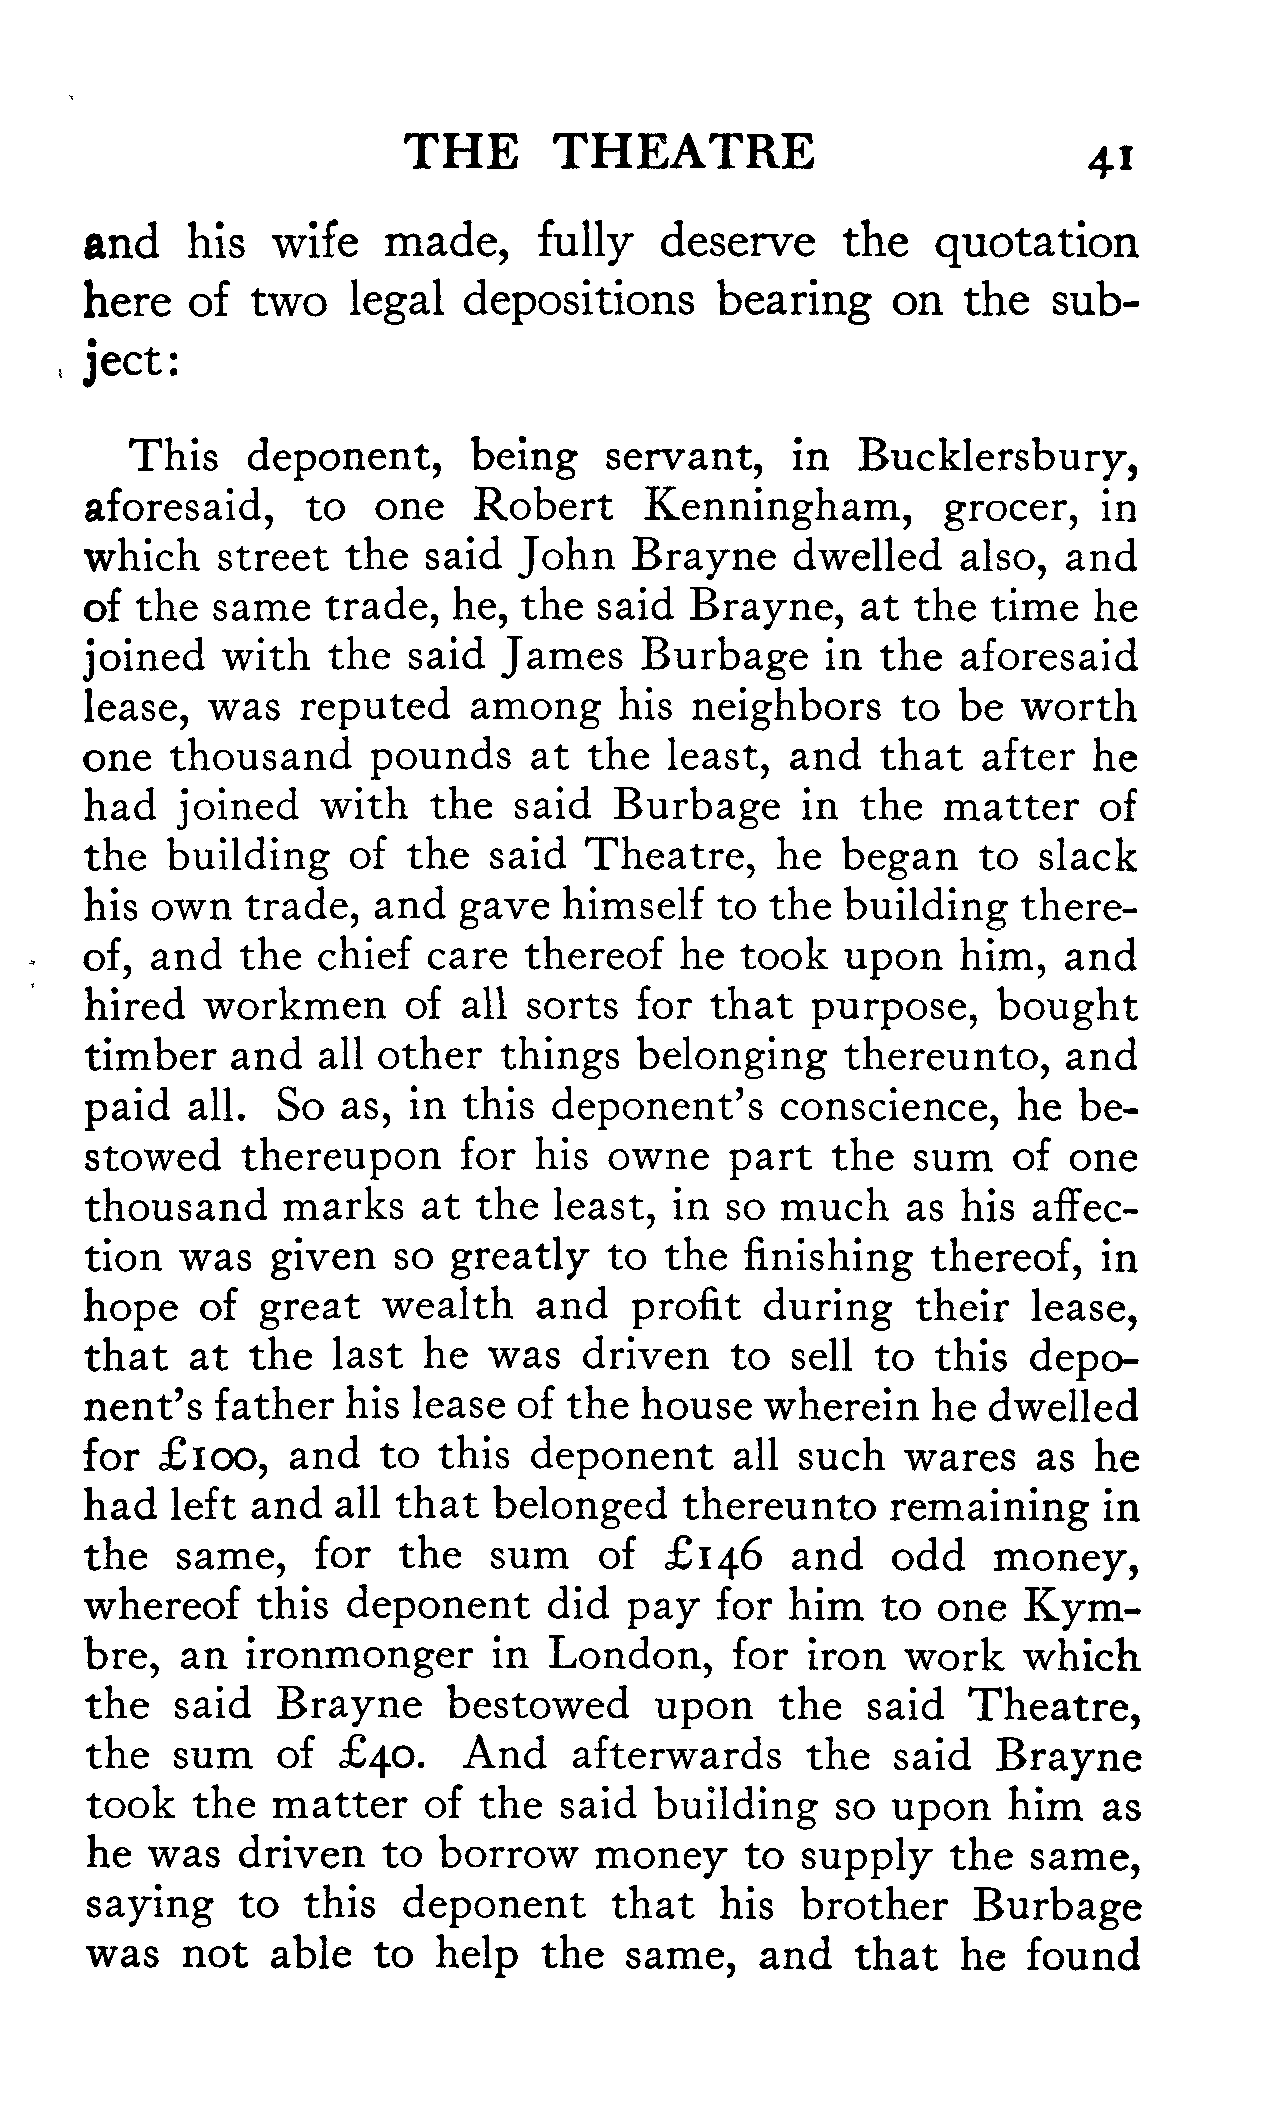 THE THEATRE 41
and his wife made, fully deserve the quotation
here of two legal depositions bearing on the sub-
ject:
This deponent, being servant, in Bucklersbury,
aforesaid, to one Robert Kenningham, grocer, in
which street the said John Brayne dwelled also, and
of the same trade, he, the said Brayne, at the time he
joined with the said James Burbage in the aforesaid
lease, was reputed among his neighbors to be worth
one thousand pounds at the least, and that after he
had joined with the said Burbage in the matter of
the building of the said Theatre, he began to slack
his own trade, and gave himself to the building there-
of, and the chief care thereof he took upon him, and
hired workmen of all sorts for that purpose, bought
timber and all other things belonging thereunto, and
paid all. So as, in this deponent's conscience, he be-
stowed thereupon for his owne part the sum of one
thousand marks at the least, in so much as his affec-
tion was given so greatly to the finishing thereof, in
hope of great wealth and profit during their lease,
that at the last he was driven to sell to this depo-
nent's father his lease of the house wherein he dwelled
for £100, and to this deponent all such wares as he
had left and all that belonged thereunto remaining in
the same, for the sum of £146 and odd money,
whereof this deponent did pay for him to one Kym-
bre, an ironmonger in London, for iron work which
the said Brayne bestowed upon the said Theatre,
the sum of £40. And afterwards the said Brayne
took the matter of the said building so upon him as
he was driven to borrow money to supply the same,
saying to this deponent that his brother Burbage
was not able to help the same, and that he found